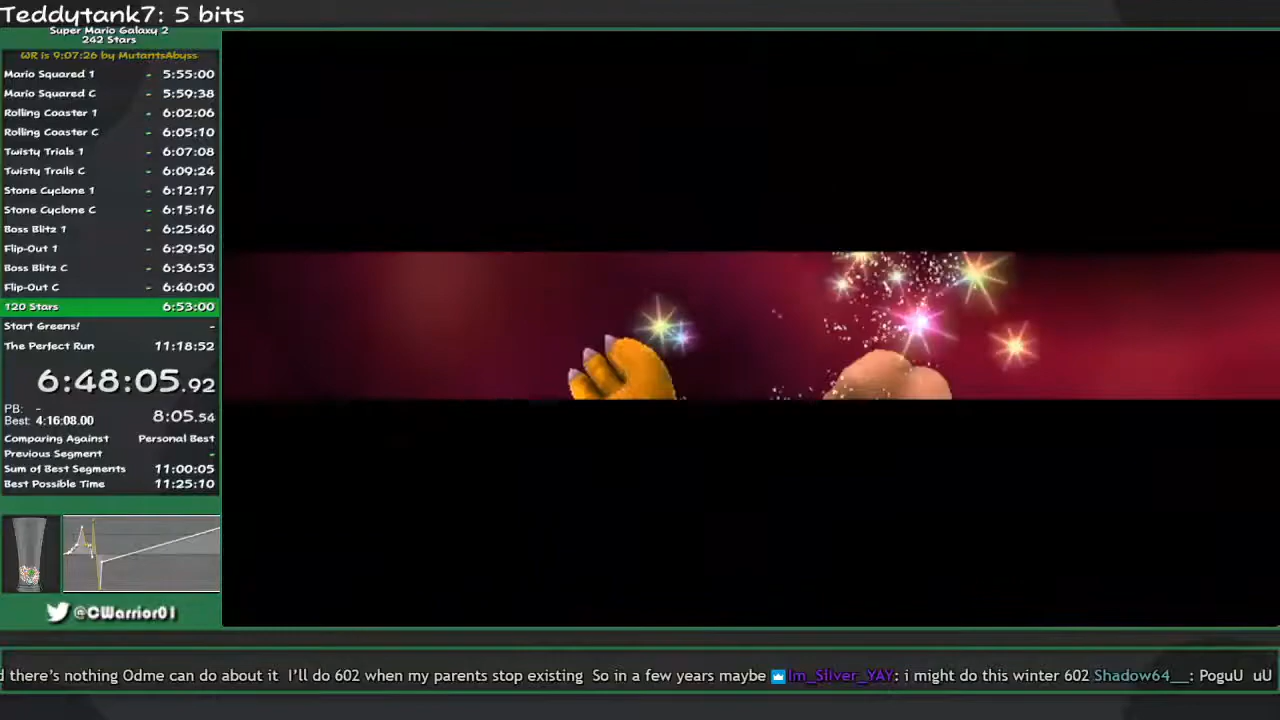 Teddytank7: 5 bits
Super Mario Galaxy 2
242 Stars
WR is 9:07:26 by MutantsAbyss
Mario Squared 1 - 5:55:00
Mario Squared C - 5:59:38
Rolling Coaster 1 - 6:02:06
Rolling Coaster C - 6:05:10
Twisty Trials 1 - 6:07:08
Twisty Trails C - 6:09:24
Stone Cyclone 1 - 6:12:17
Stone Cyclone C - 6:15:16
Boss Blitz 1 - 6:25:40
Flip-Out 1 - 6:29:50
Boss Blitz C - 6:36:53
Flip-Out C - 6:40:00
120 Stars 6:53:00
Start Greens! -
The Perfect Run 11:18:52
6:48:05.92
PB: -
Best: 4:16:08.00 8:05.54
Comparing Against Personal Best
Previous Segment -
Sum of Best Segments 11:00:05
Best Possible Time 11:25:10
@CWarrior01
d there's nothing Odme can do about it I'll do 602 when my parents stop existing So in a few years maybe Im_Silver_YAY: i might do this winter 602 Shadow64__: PoguU uU